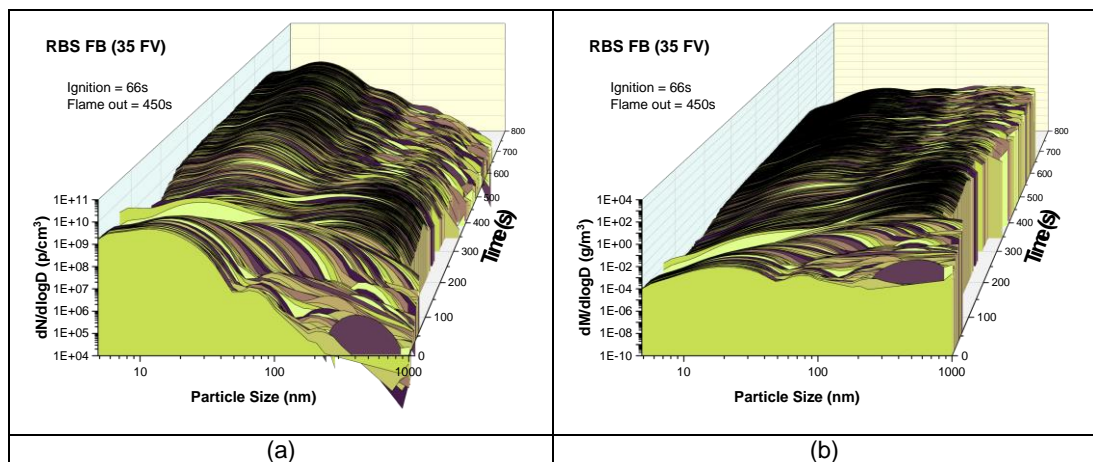 RBS FB (35 FV)
Ignition = 66s
Flame out = 450s
1E+11
1E+10
1E+09
1E+08
1E+07
1E+06
1E+05
1E+04
dN/dlogD (p/cm³)
10
100
1000
Particle Size (nm)
0
100
200
300
400
500
600
700
800
Time (s)
(a)
RBS FB (35 FV)
Ignition = 66s
Flame out = 450s
1E+04
1E+02
1E+00
1E-02
1E-04
1E-06
1E-08
1E-10
dM/dlogD (g/m³)
10
100
1000
Particle Size (nm)
0
100
200
300
400
500
600
700
800
Time (s)
(b)